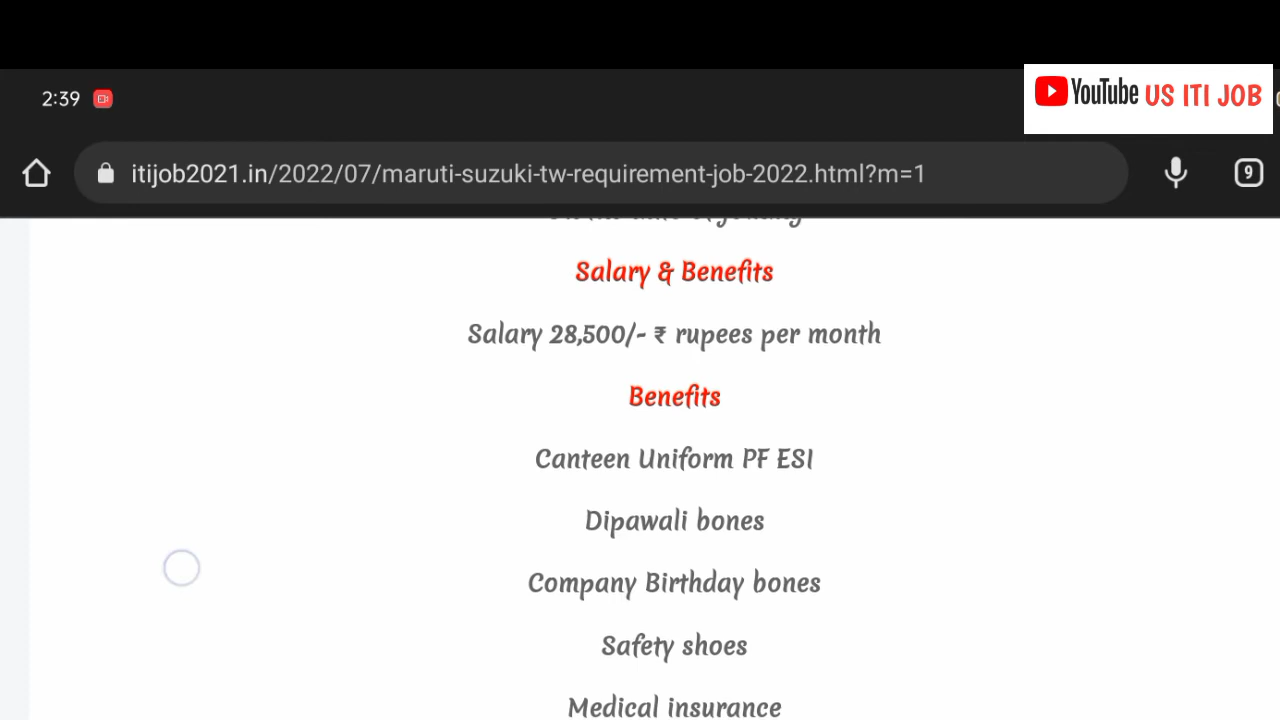 YouTube US ITI JOB
2:39
itijob2021.in/2022/07/maruti-suzuki-tw-requirement-job-2022.html?m=1
9
Salary & Benefits
Salary 28,500/- ₹ rupees per month
Benefits
Canteen Uniform PF ESI
Dipawali bones
Company Birthday bones
Safety shoes
Medical insurance